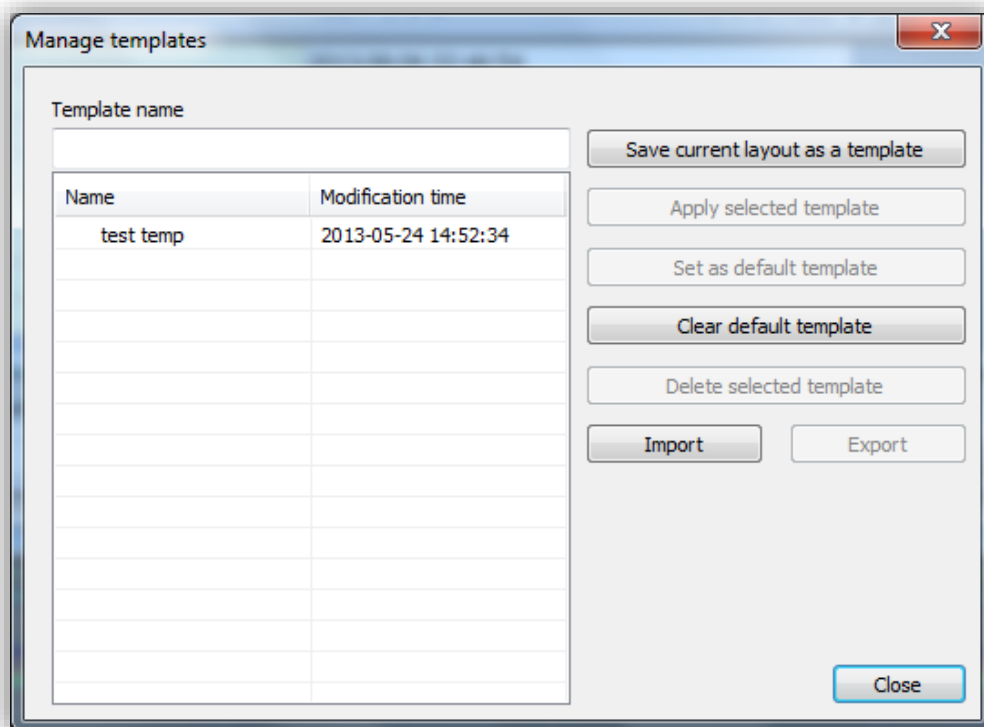 Manage templates
Template name
Save current layout as a template
Name Modification time
Apply selected template
test temp 2013-05-24 14:52:34
Set as default template
Clear default template
Delete selected template
Import Export
Close